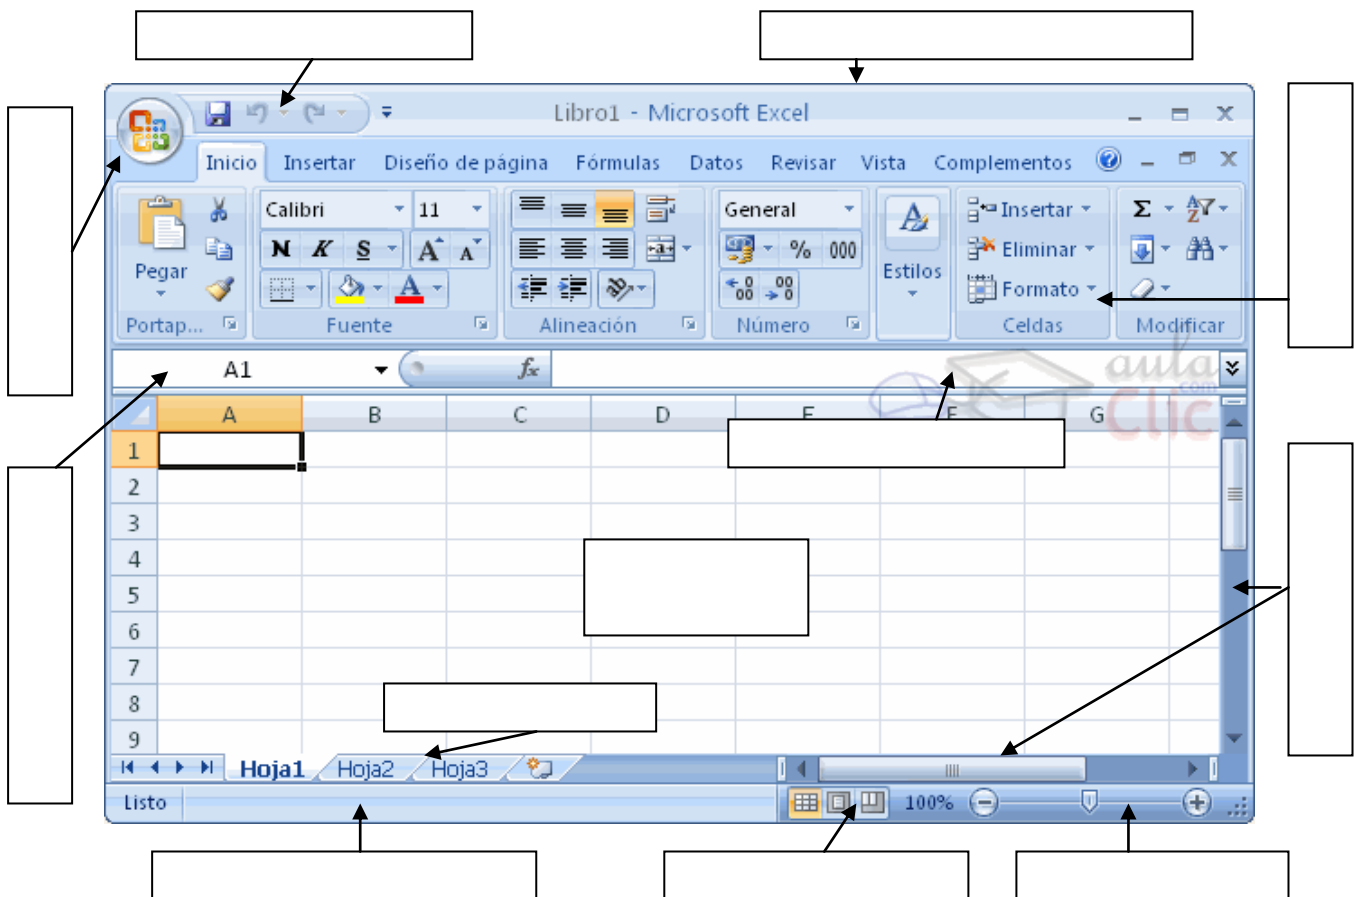 Libro1 - Microsoft Excel
Inicio Insertar Diseño de página Fórmulas Datos Revisar Vista Complementos
Calibri 11 General Σ Insertar
N K S A A % 000 Eliminar
Pegar Estilos Formato
Portap... Fuente Alineación Número Celdas Modificar
A1 fx
aula
.com
Clic
A B C D E F G
1
2
3
4
5
6
7
8
9
Hoja1 Hoja2 Hoja3
Listo 100%